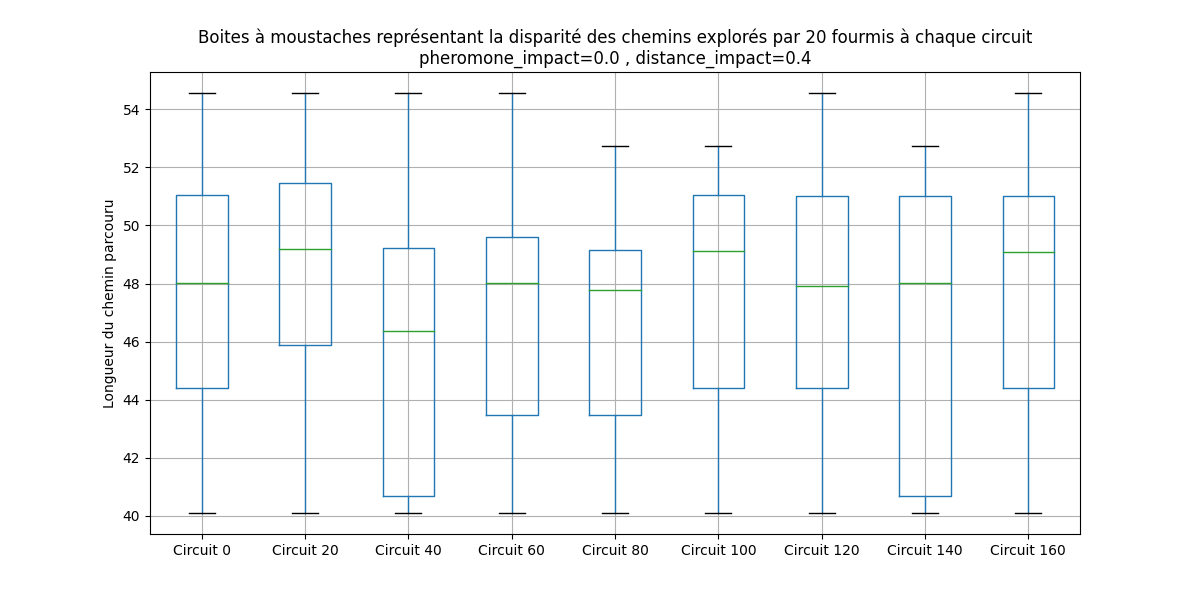 Boites à moustaches représentant la disparité des chemins explorés par 20 fourmis à chaque circuit
pheromone_impact=0.0 , distance_impact=0.4
Longueur du chemin parcouru
54
52
50
48
46
44
42
40
Circuit 0 Circuit 20 Circuit 40 Circuit 60 Circuit 80 Circuit 100 Circuit 120 Circuit 140 Circuit 160